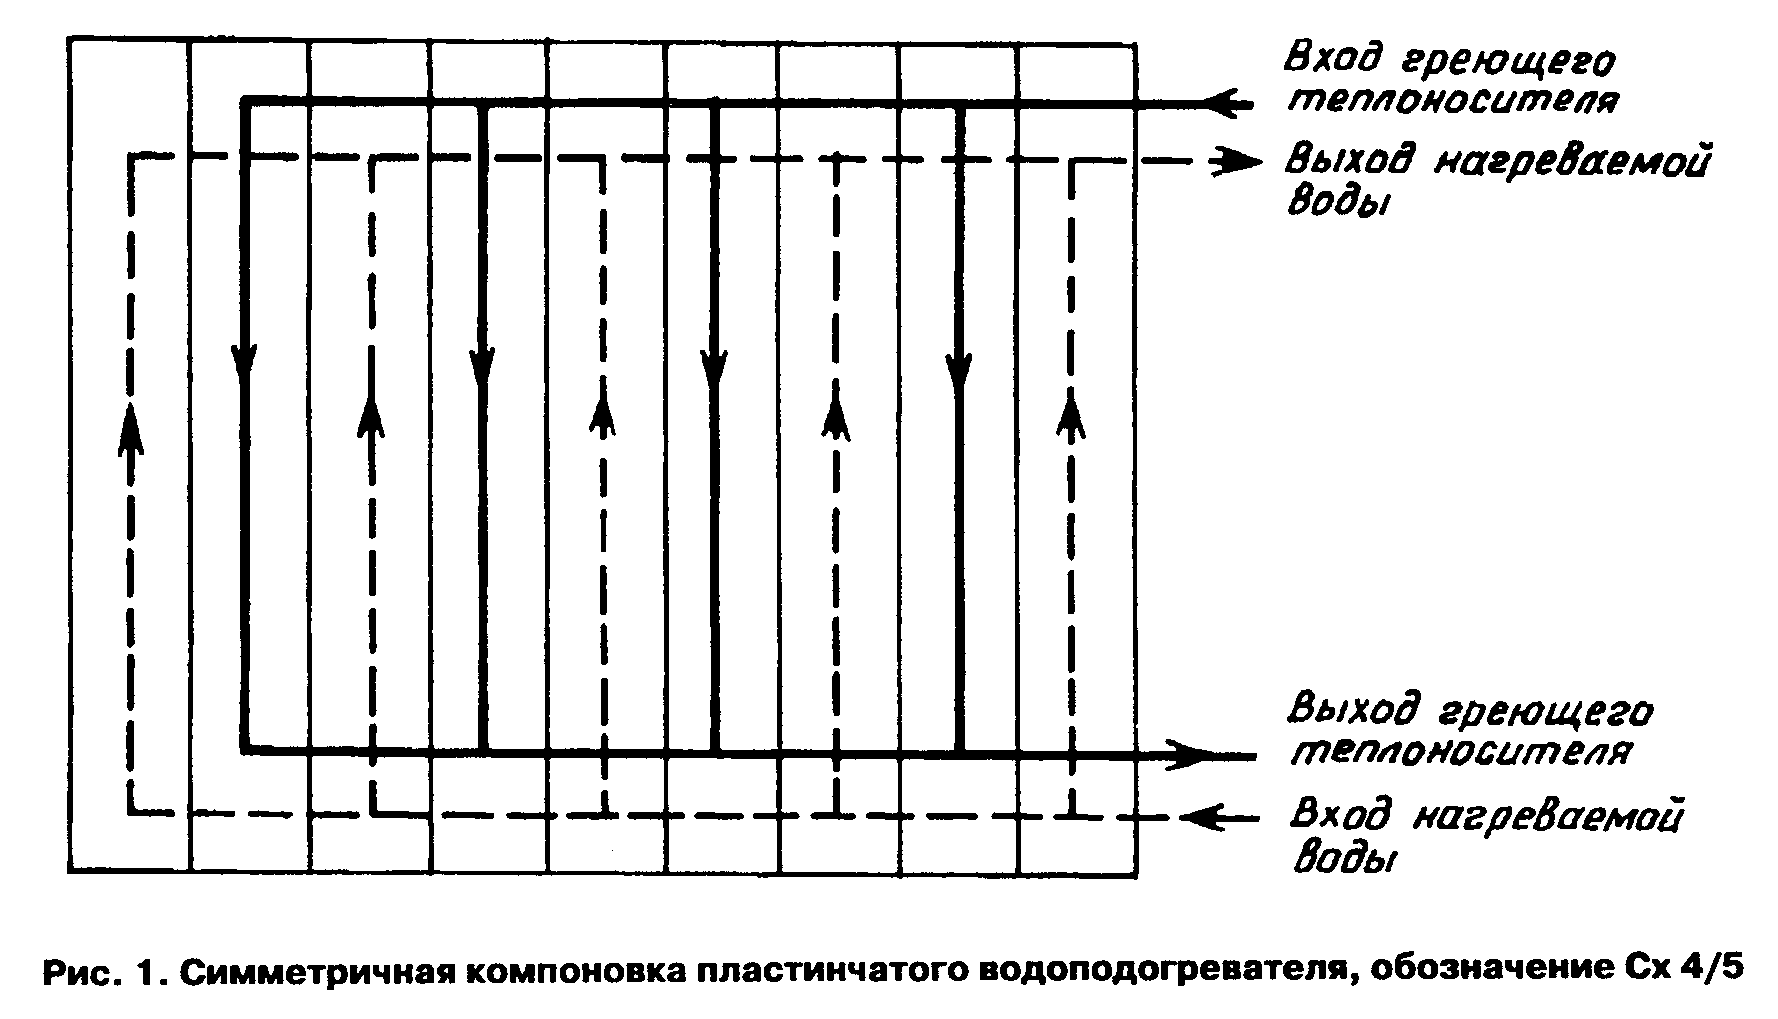 Вход греющего
теплоносителя
Выход нагреваемой
воды
Выход греющего
теплоносителя
Вход нагреваемой
воды
Рис. 1. Симметричная компоновка пластинчатого водоподогревателя, обозначение Сх 4/5